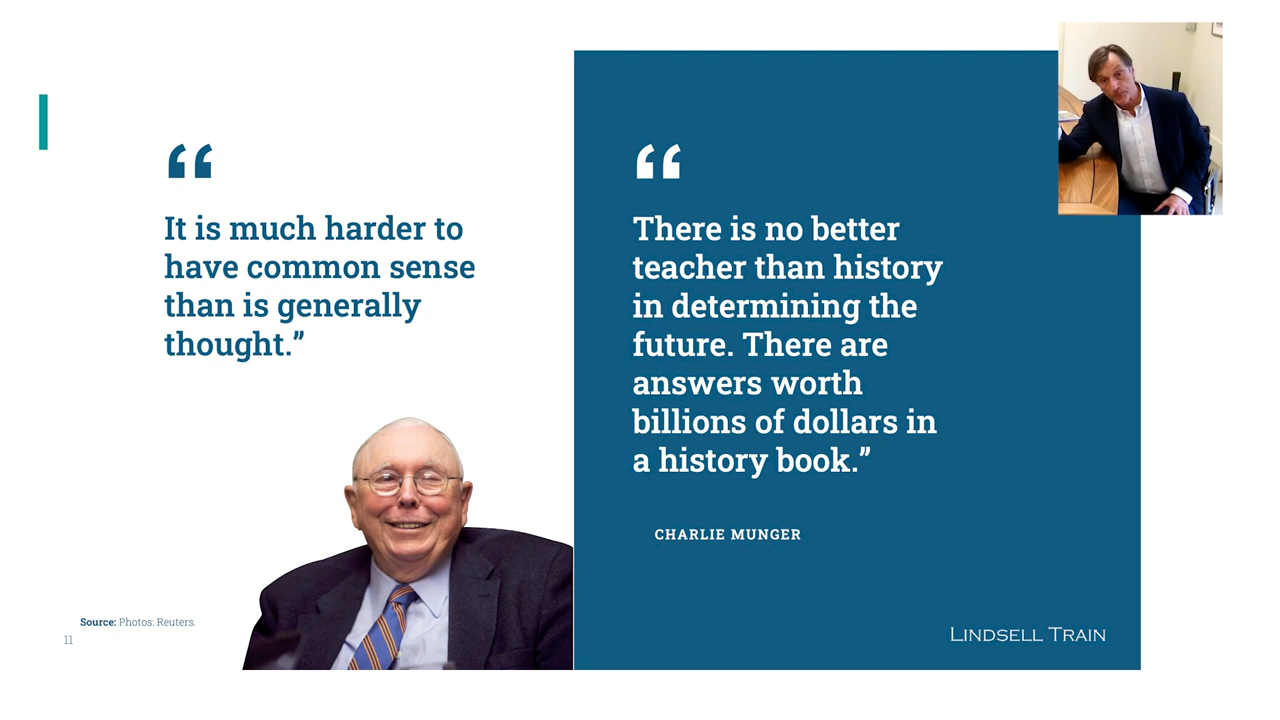 “
It is much harder to
have common sense
than is generally
thought.”
“
There is no better
teacher than history
in determining the
future. There are
answers worth
billions of dollars in
a history book.”
CHARLIE MUNGER
Source: Photos: Reuters.
11
LINDSELL TRAIN